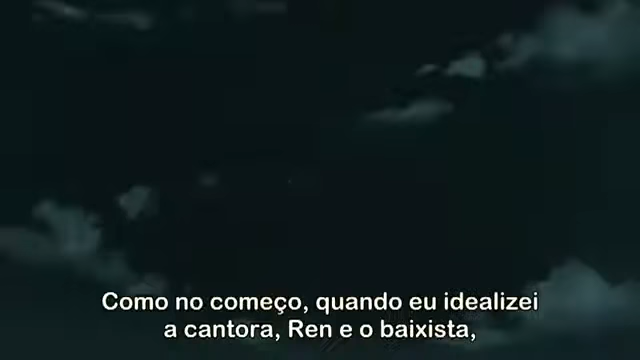 Como no começo, quando eu idealizei
a cantora, Ren e o baixista,